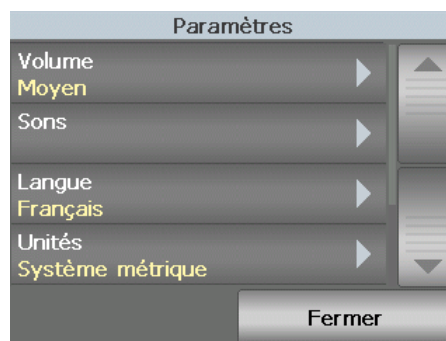 Paramètres
Volume
Moyen
Sons
Langue
Français
Unités
Système métrique
Fermer